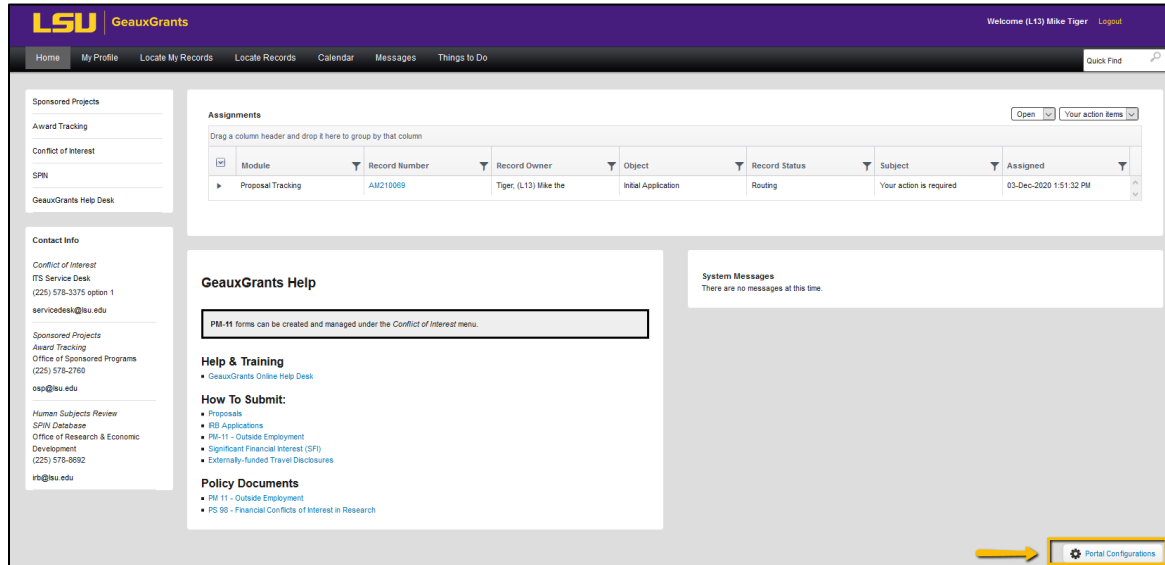 LSU GeauxGrants
Welcome (L13) Mike Tiger Logout
Home My Profile Locate My Records Locate Records Calendar Messages Things to Do
Quick Find
Sponsored Projects
Award Tracking
Conflict of Interest
SPIN
GeauxGrants Help Desk
Contact Info
Conflict of Interest
ITS Service Desk
(225) 578-3375 option 1
servicedesk@lsu.edu
Sponsored Projects
Award Tracking
Office of Sponsored Programs
(225) 578-2760
osp@lsu.edu
Human Subjects Review
SPIN Database
Office of Research & Economic
Development
(225) 578-8692
irb@lsu.edu
Assignments
Open Your action items
Drag a column header and drop it here to group by that column
Module Record Number Record Owner Object Record Status Subject Assigned
Proposal Tracking AM210069 Tiger, (L13) Mike the Initial Application Routing Your action is required 03-Dec-2020 1:51:32 PM
GeauxGrants Help
PM-11 forms can be created and managed under the Conflict of Interest menu.
Help & Training
GeauxGrants Online Help Desk
How To Submit:
Proposals
IRB Applications
PM-11 - Outside Employment
Significant Financial Interest (SFI)
Externally-funded Travel Disclosures
Policy Documents
PM 11 - Outside Employment
PS 98 - Financial Conflicts of Interest in Research
System Messages
There are no messages at this time.
Portal Configurations